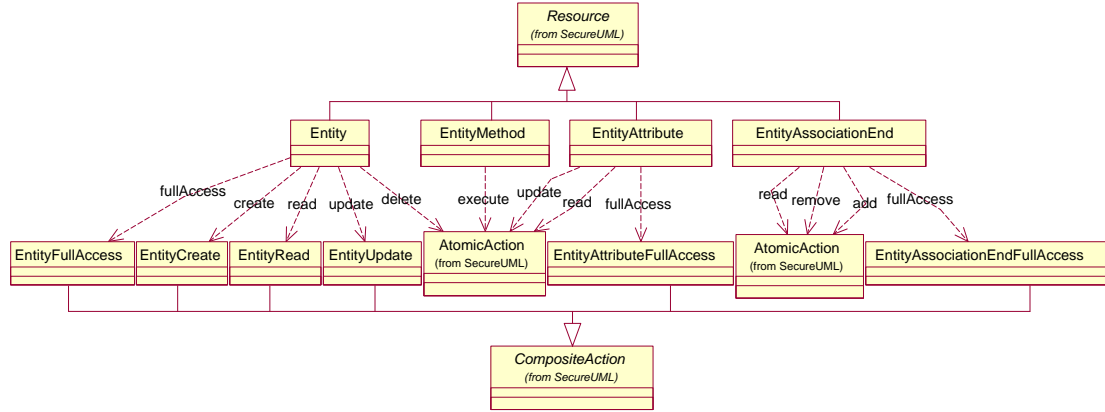 Resource
(from SecureUML)
Entity
EntityMethod
EntityAttribute
EntityAssociationEnd
fullAccess
create
read
update
delete
execute
update
read
fullAccess
read
remove
add
fullAccess
EntityFullAccess
EntityCreate
EntityRead
EntityUpdate
AtomicAction
(from SecureUML)
EntityAttributeFullAccess
AtomicAction
(from SecureUML)
EntityAssociationEndFullAccess
CompositeAction
(from SecureUML)